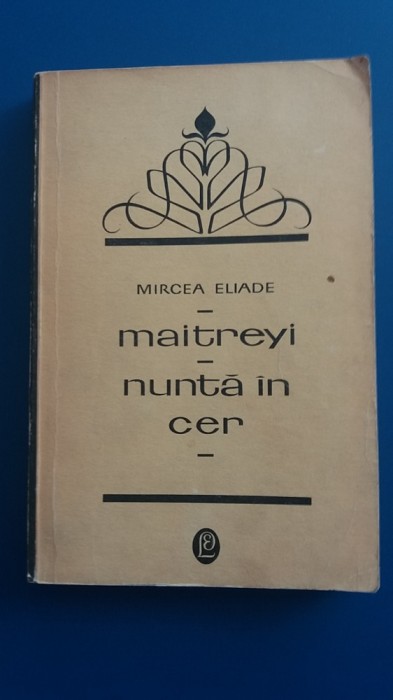 MIRCEA ELIADE
maitreyi
nuntă în
cer